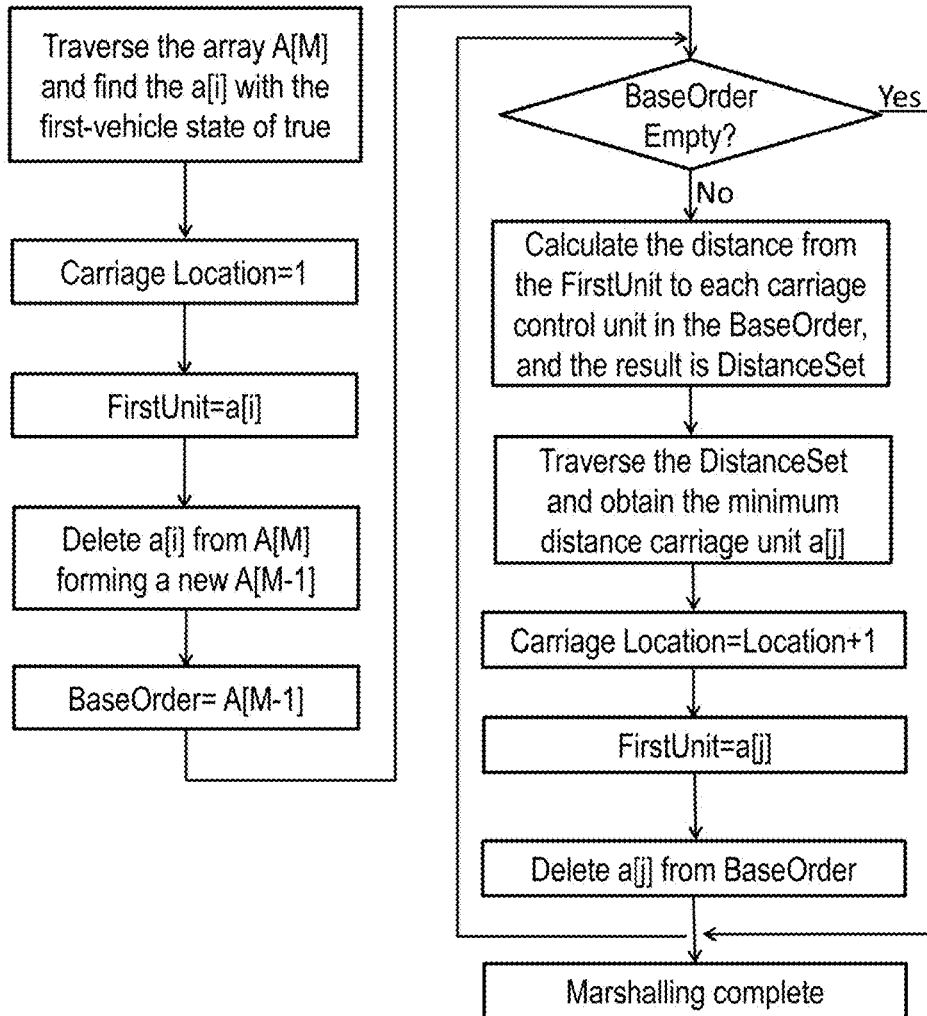 Traverse the array A[M]
and find the a[i] with the
first-vehicle state of true
Carriage Location=1
FirstUnit=a[i]
Delete a[i] from A[M]
forming a new A[M-1]
BaseOrder= A[M-1]
BaseOrder
Empty?
Yes
No
Calculate the distance from
the FirstUnit to each carriage
control unit in the BaseOrder,
and the result is DistanceSet
Traverse the DistanceSet
and obtain the minimum
distance carriage unit a[j]
Carriage Location=Location+1
FirstUnit=a[j]
Delete a[j] from BaseOrder
Marshalling complete